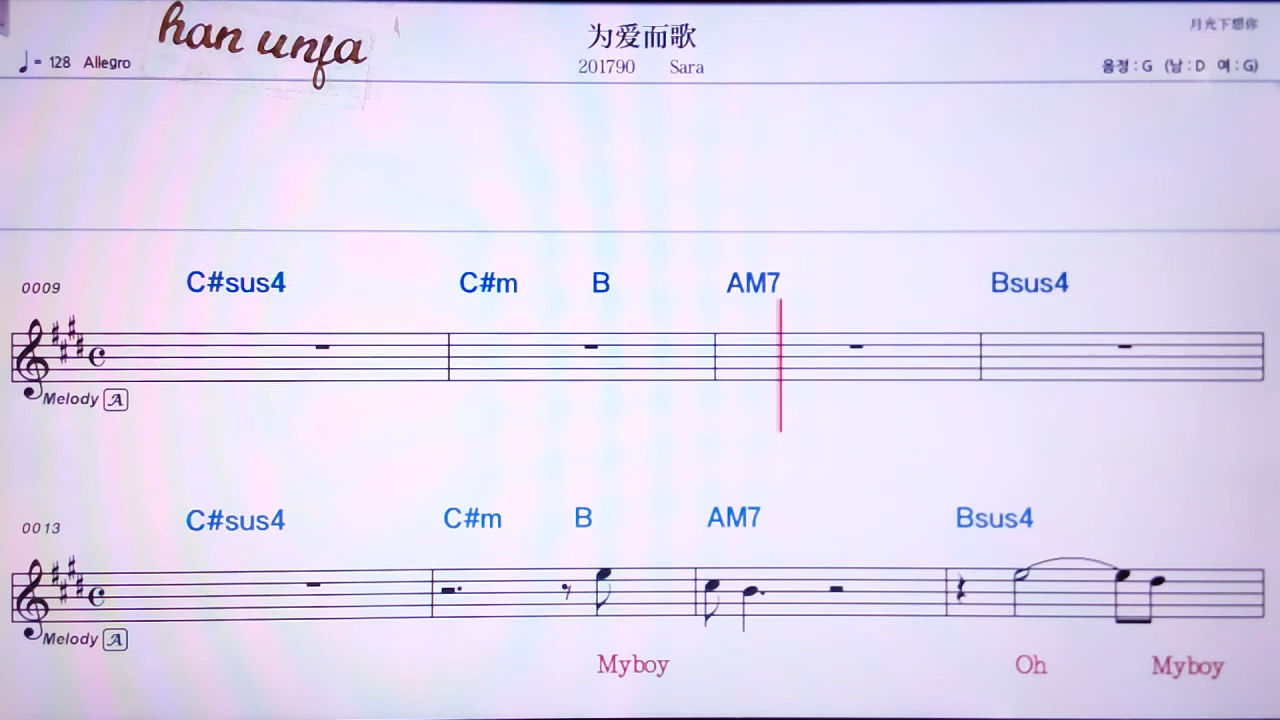 han unfa
为爱而歌
月光下想你
= 128 Allegro
201790 Sara
음정 : G (남 : D 여 : G)
0009 C#sus4 C#m B AM7 Bsus4
Melody A
0013 C#sus4 C#m B AM7 Bsus4
Melody A
Myboy Oh Myboy